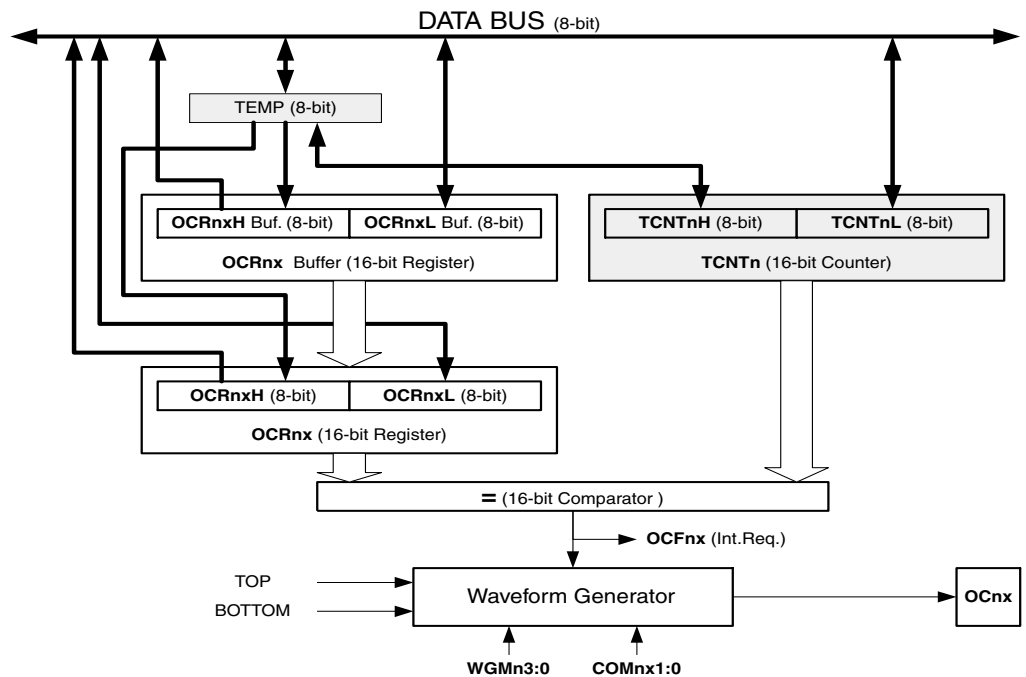 DATA BUS (8-bit)
TEMP (8-bit)
OCRnxH Buf. (8-bit) OCRnxL Buf. (8-bit)
OCRnx Buffer (16-bit Register)
TCNTnH (8-bit) TCNTnL (8-bit)
TCNTn (16-bit Counter)
OCRnxH (8-bit) OCRnxL (8-bit)
OCRnx (16-bit Register)
= (16-bit Comparator )
OCFnx (Int.Req.)
TOP
BOTTOM
Waveform Generator
OCnx
WGMn3:0 COMnx1:0